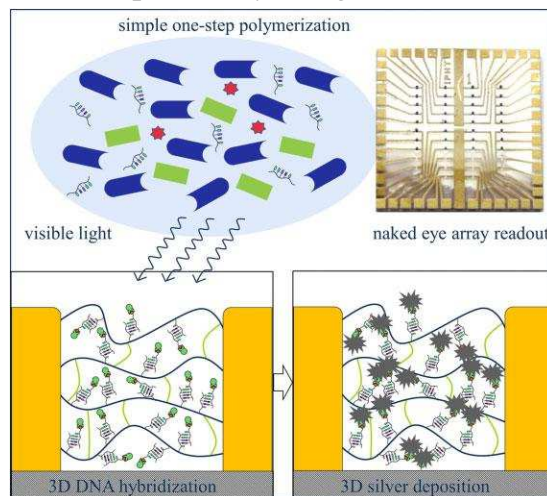 simple one-step polymerization
visible light
naked eye array readout
3D DNA hybridization
3D silver deposition